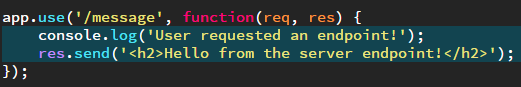 app.use('/message', function(req, res) {
    console.log('User requested an endpoint!');
    res.send('<h2>Hello from the server endpoint!</h2>');
});